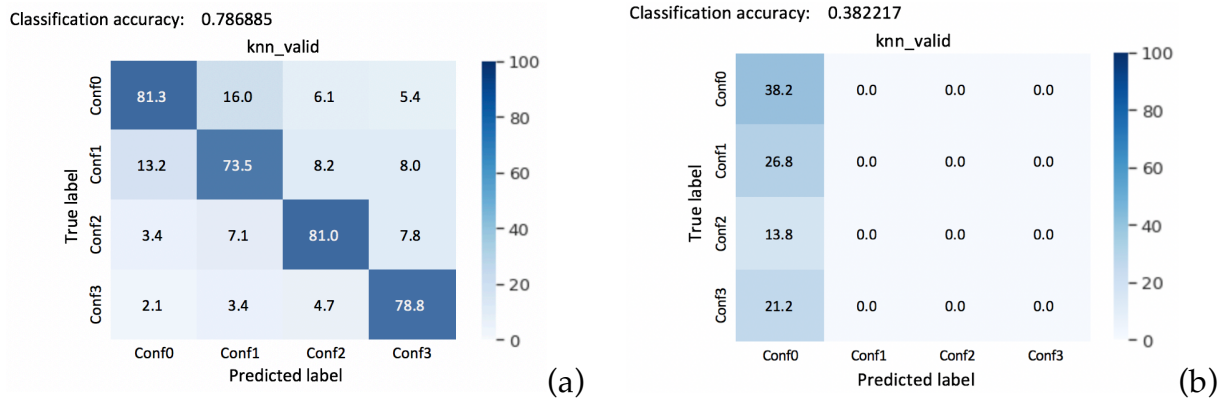 Classification accuracy: 0.786885
knn_valid
Conf0 81.3 16.0 6.1 5.4 100
Conf1 13.2 73.5 8.2 8.0 80
Conf2 3.4 7.1 81.0 7.8 60
Conf3 2.1 3.4 4.7 78.8 40
20
0
True label
Conf0 Conf1 Conf2 Conf3
Predicted label
(a)
Classification accuracy: 0.382217
knn_valid
Conf0 38.2 0.0 0.0 0.0 100
Conf1 26.8 0.0 0.0 0.0 80
Conf2 13.8 0.0 0.0 0.0 60
Conf3 21.2 0.0 0.0 0.0 40
20
0
True label
Conf0 Conf1 Conf2 Conf3
Predicted label
(b)